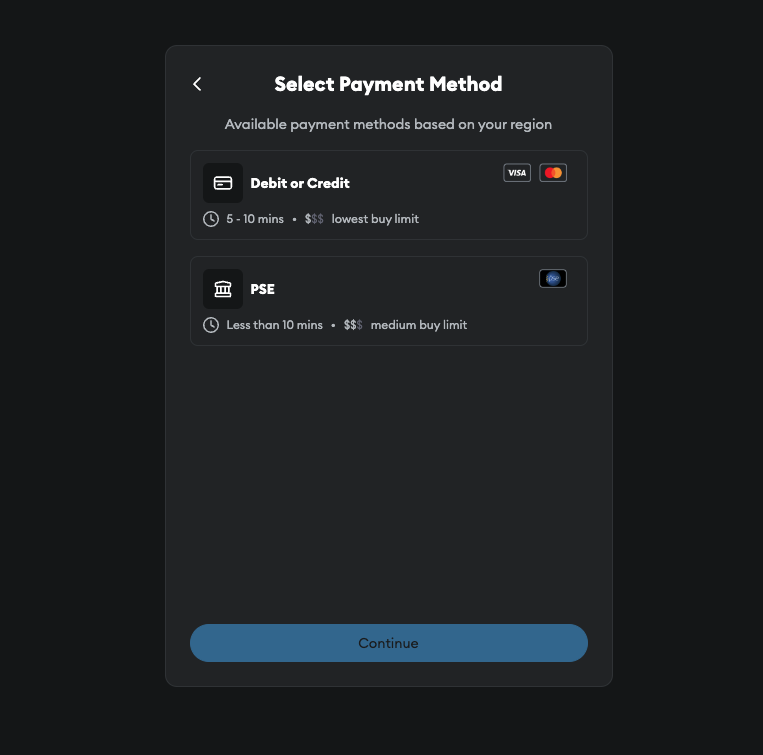 Select Payment Method
Available payment methods based on your region
Debit or Credit
VISA
5 - 10 mins • $$$ lowest buy limit
PSE
Less than 10 mins • $$$ medium buy limit
Continue